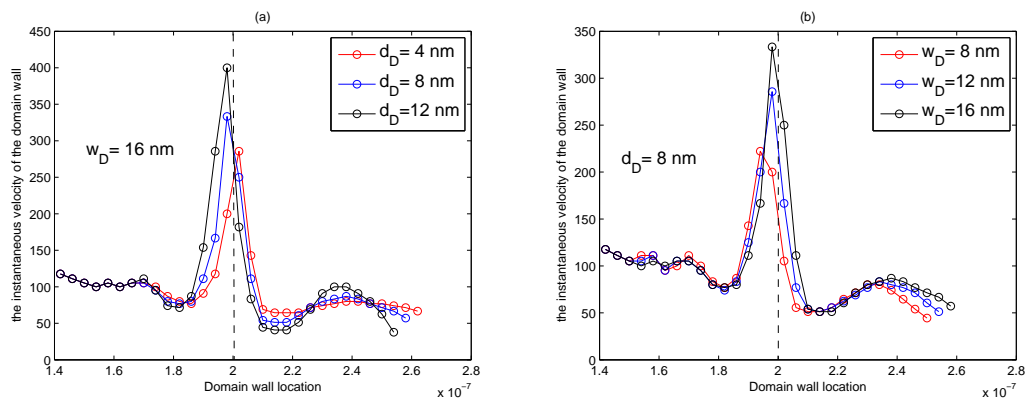 (a)
450
400
350
300
250
200
150
100
50
0
the instantaneous velocity of the domain wall
d_D= 4 nm
d_D= 8 nm
d_D= 12 nm
w_D= 16 nm
1.4 1.6 1.8 2 2.2 2.4 2.6 2.8
Domain wall location
x 10^-7
(b)
350
300
250
200
150
100
50
0
the instantaneous velocity of the domain wall
w_D= 8 nm
w_D= 12 nm
w_D= 16 nm
d_D= 8 nm
1.4 1.6 1.8 2 2.2 2.4 2.6 2.8
Domain wall location
x 10^-7